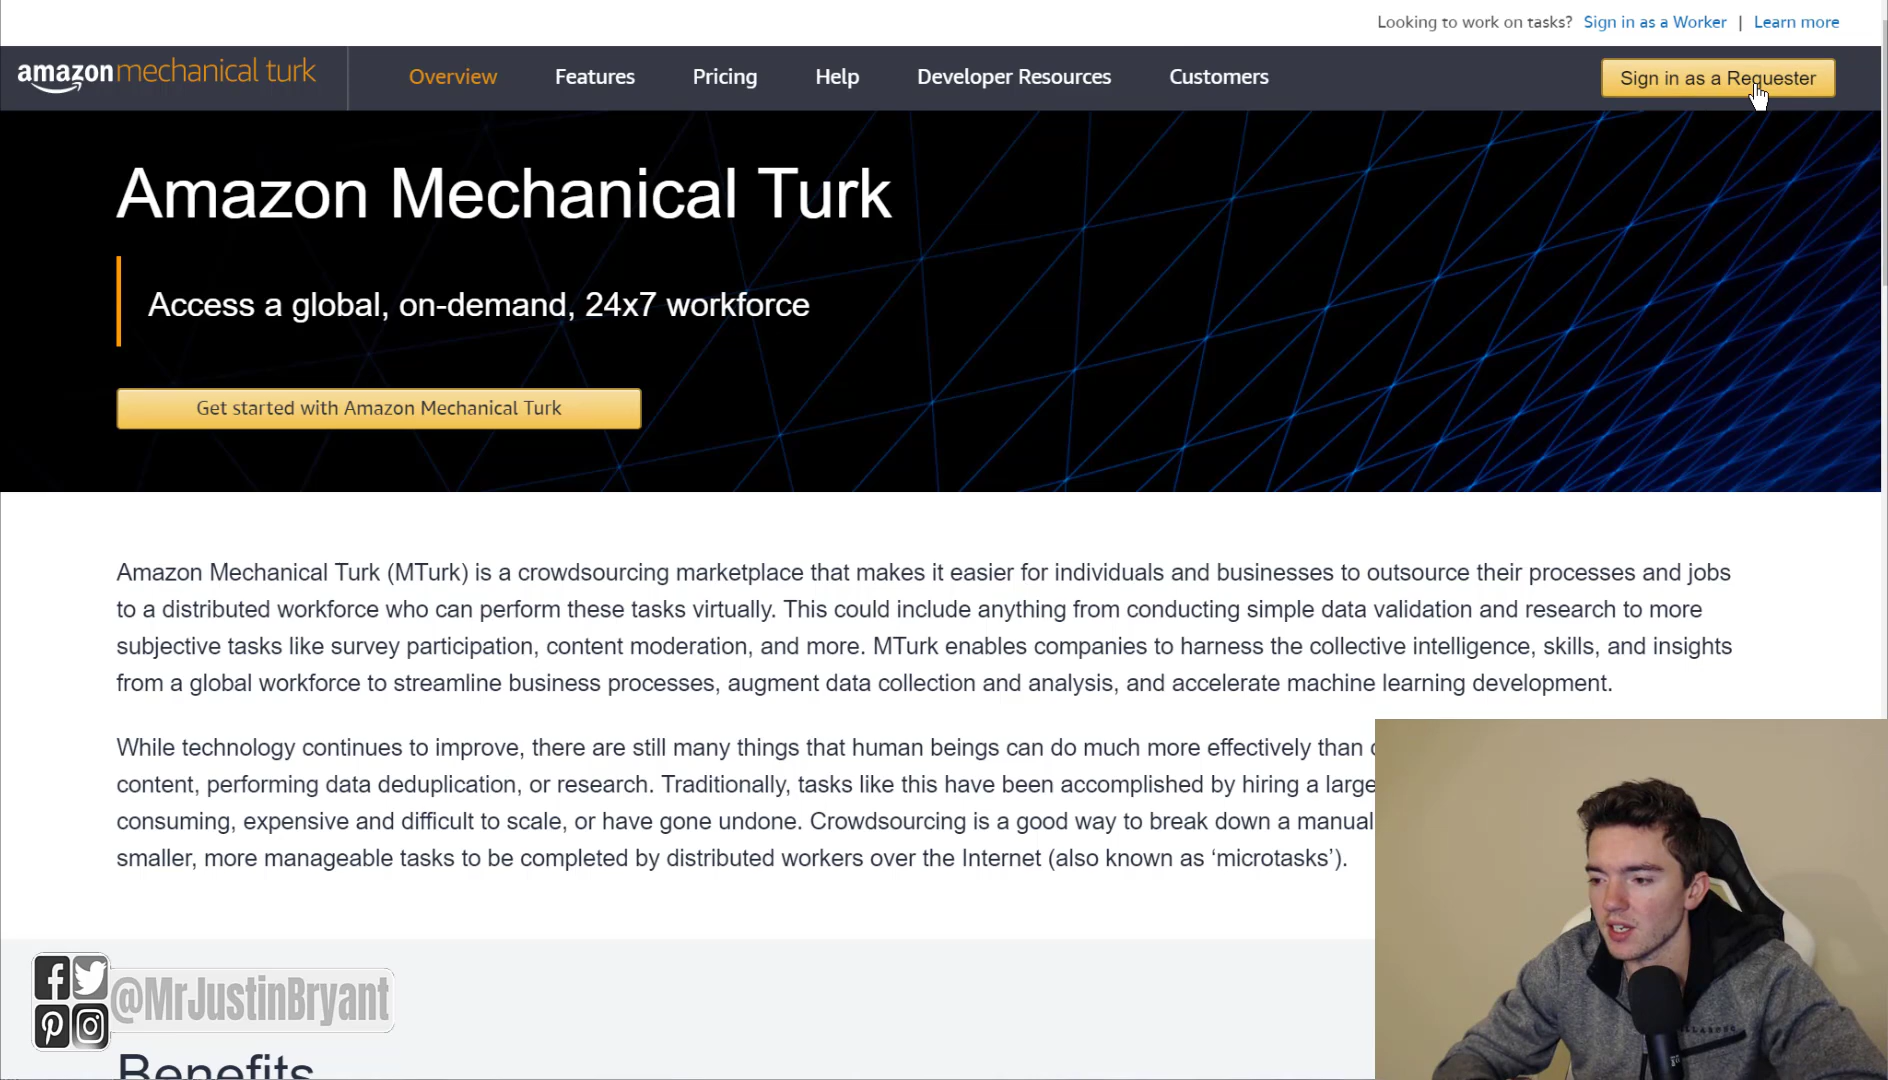 Looking to work on tasks? Sign in as a Worker | Learn more
amazon mechanical turk
Overview Features Pricing Help Developer Resources Customers
Sign in as a Requester
Amazon Mechanical Turk
Access a global, on-demand, 24x7 workforce
Get started with Amazon Mechanical Turk
Amazon Mechanical Turk (MTurk) is a crowdsourcing marketplace that makes it easier for individuals and businesses to outsource their processes and jobs
to a distributed workforce who can perform these tasks virtually. This could include anything from conducting simple data validation and research to more
subjective tasks like survey participation, content moderation, and more. MTurk enables companies to harness the collective intelligence, skills, and insights
from a global workforce to streamline business processes, augment data collection and analysis, and accelerate machine learning development.
While technology continues to improve, there are still many things that human beings can do much more effectively than
content, performing data deduplication, or research. Traditionally, tasks like this have been accomplished by hiring a large
consuming, expensive and difficult to scale, or have gone undone. Crowdsourcing is a good way to break down a manual
smaller, more manageable tasks to be completed by distributed workers over the Internet (also known as ‘microtasks’).
@MrJustinBryant
Benefits